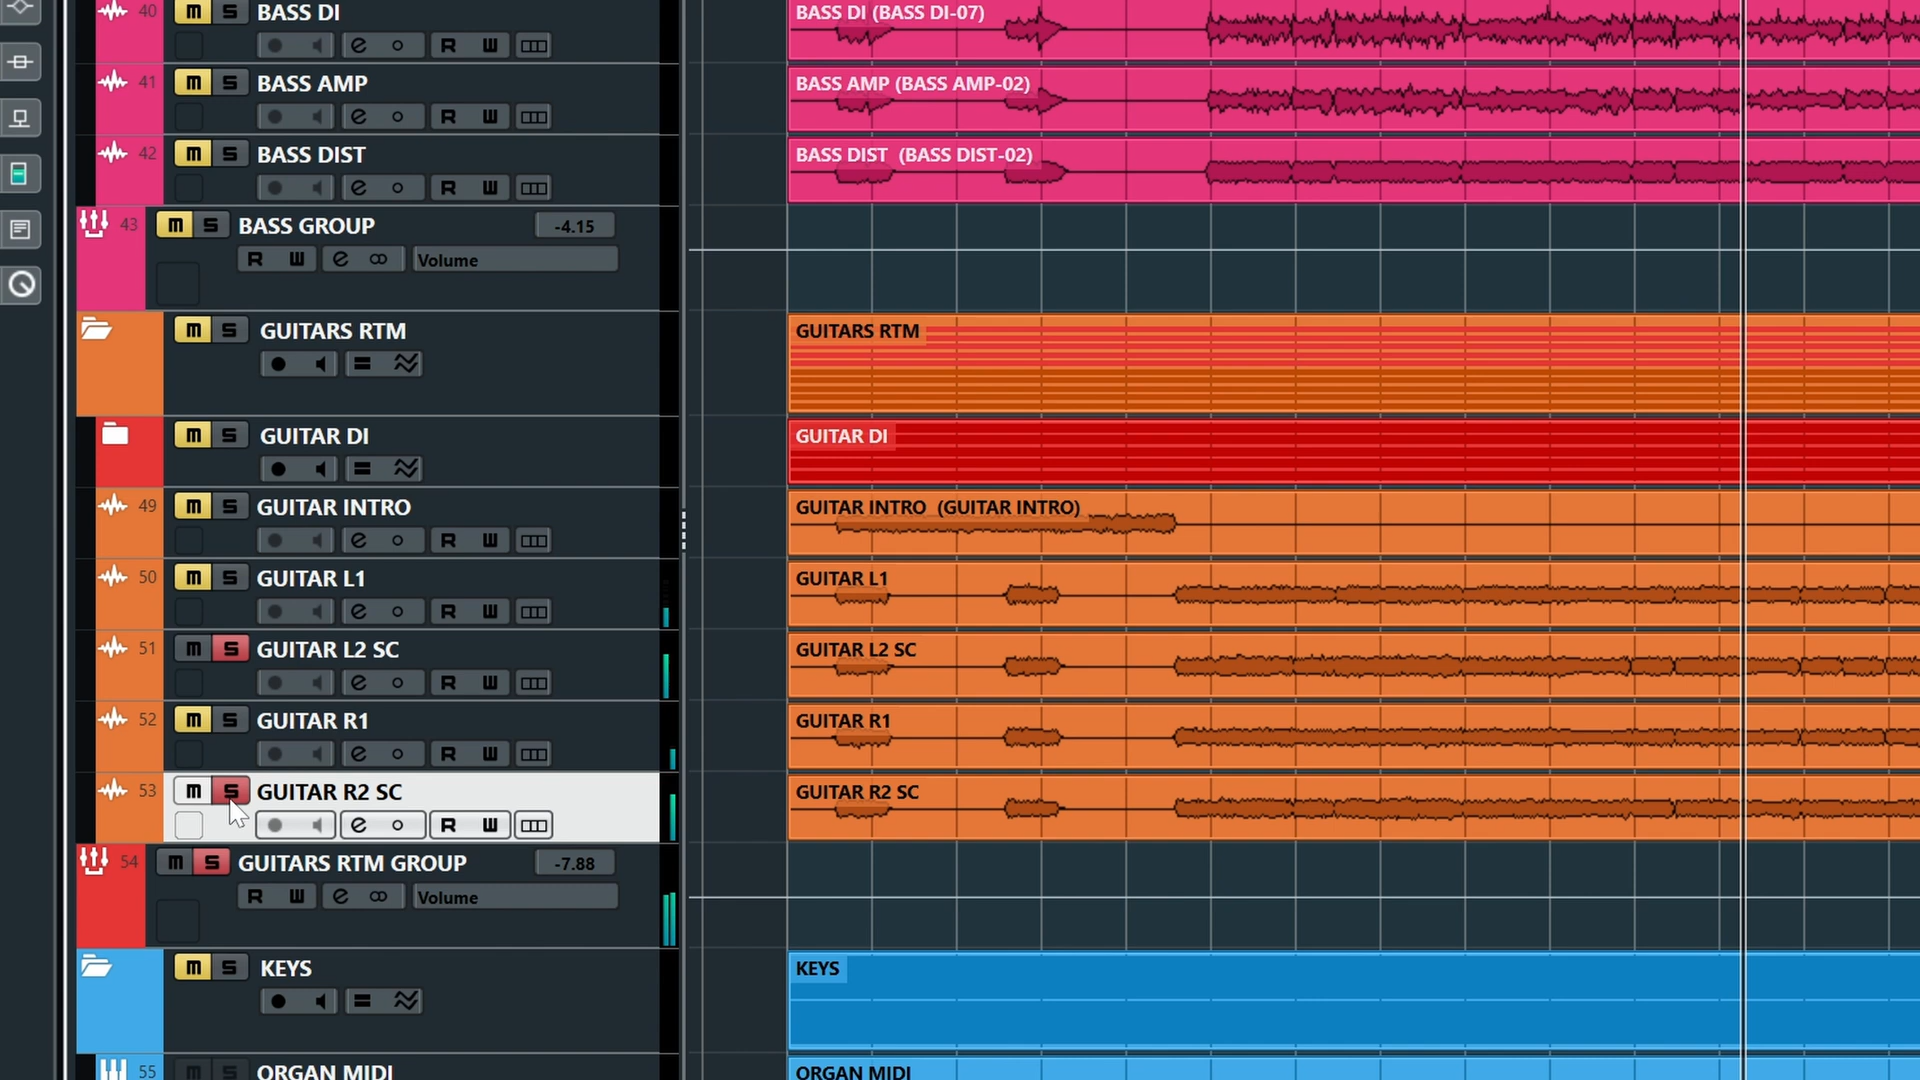 40 M S BASS DI BASS DI (BASS DI-07)
e R W
41 M S BASS AMP BASS AMP (BASS AMP-02)
e R W
42 M S BASS DIST BASS DIST (BASS DIST-02)
e R W
43 M S BASS GROUP -4.15
R W e Volume
M S GUITARS RTM GUITARS RTM
M S GUITAR DI GUITAR DI
49 M S GUITAR INTRO GUITAR INTRO (GUITAR INTRO)
e R W
50 M S GUITAR L1 GUITAR L1
e R W
51 M S GUITAR L2 SC GUITAR L2 SC
e R W
52 M S GUITAR R1 GUITAR R1
e R W
53 M S GUITAR R2 SC GUITAR R2 SC
e R W
54 M S GUITARS RTM GROUP -7.88
R W e Volume
M S KEYS KEYS
55 M S ORGAN MIDI ORGAN MIDI